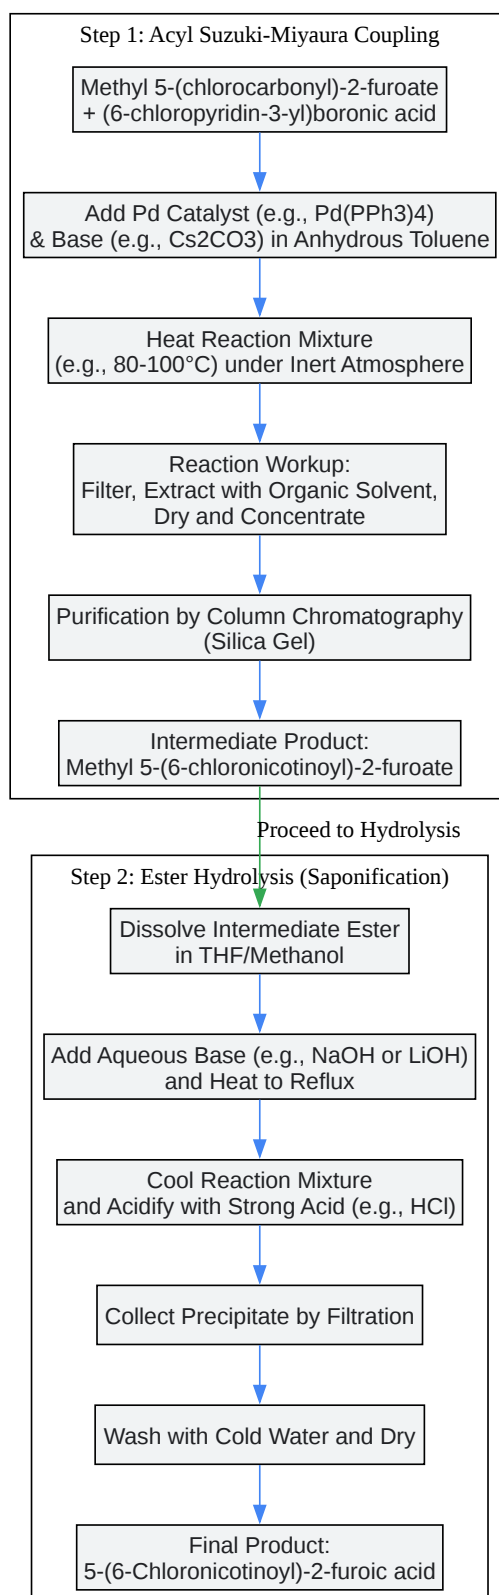 Step 1: Acyl Suzuki-Miyaura Coupling
Methyl 5-(chlorocarbonyl)-2-furoate
+ (6-chloropyridin-3-yl)boronic acid
Add Pd Catalyst (e.g., Pd(PPh3)4)
& Base (e.g., Cs2CO3) in Anhydrous Toluene
Heat Reaction Mixture
(e.g., 80-100°C) under Inert Atmosphere
Reaction Workup:
Filter, Extract with Organic Solvent,
Dry and Concentrate
Purification by Column Chromatography
(Silica Gel)
Intermediate Product:
Methyl 5-(6-chloronicotinoyl)-2-furoate
Proceed to Hydrolysis
Step 2: Ester Hydrolysis (Saponification)
Dissolve Intermediate Ester
in THF/Methanol
Add Aqueous Base (e.g., NaOH or LiOH)
and Heat to Reflux
Cool Reaction Mixture
and Acidify with Strong Acid (e.g., HCl)
Collect Precipitate by Filtration
Wash with Cold Water and Dry
Final Product:
5-(6-Chloronicotinoyl)-2-furoic acid